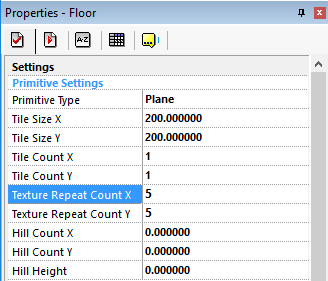 Properties - Floor
A-Z
Settings
Primitive Settings
Primitive Type Plane
Tile Size X 200.000000
Tile Size Y 200.000000
Tile Count X 1
Tile Count Y 1
Texture Repeat Count X 5
Texture Repeat Count Y 5
Hill Count X 0.000000
Hill Count Y 0.000000
Hill Height 0.000000